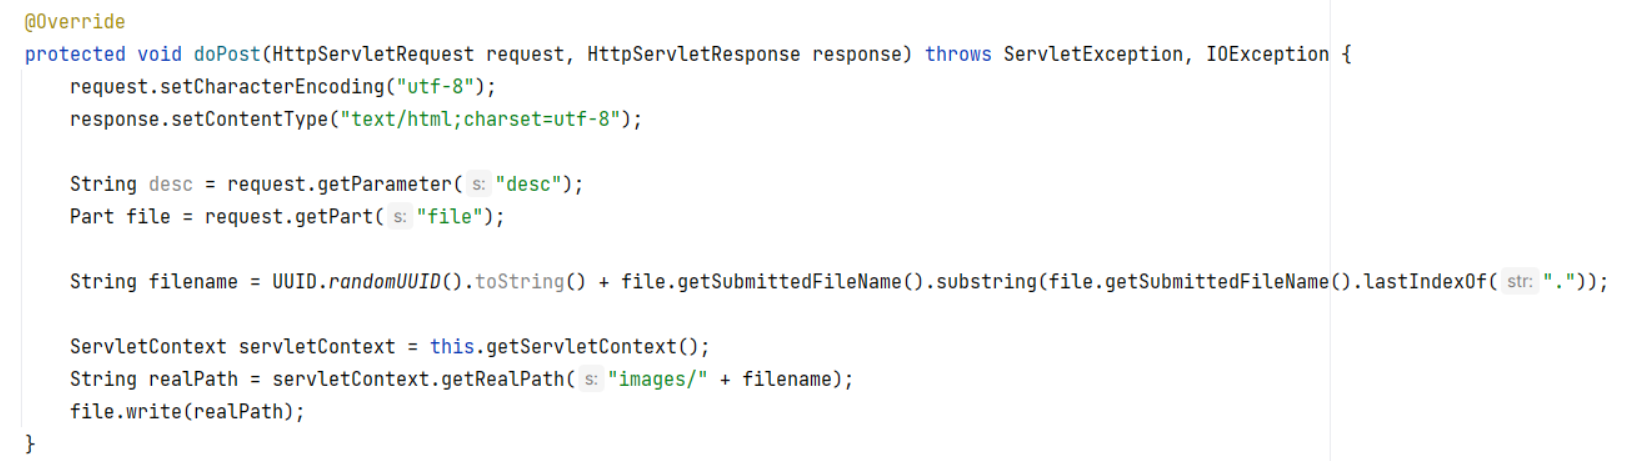 @Override
protected void doPost(HttpServletRequest request, HttpServletResponse response) throws ServletException, IOException {
request.setCharacterEncoding("utf-8");
response.setContentType("text/html;charset=utf-8");
String desc = request.getParameter( s: "desc");
Part file = request.getPart( s: "file");
String filename = UUID.randomUUID().toString() + file.getSubmittedFileName().substring(file.getSubmittedFileName().lastIndexOf( str: "."));
ServletContext servletContext = this.getServletContext();
String realPath = servletContext.getRealPath( s: "images/" + filename);
file.write(realPath);
}